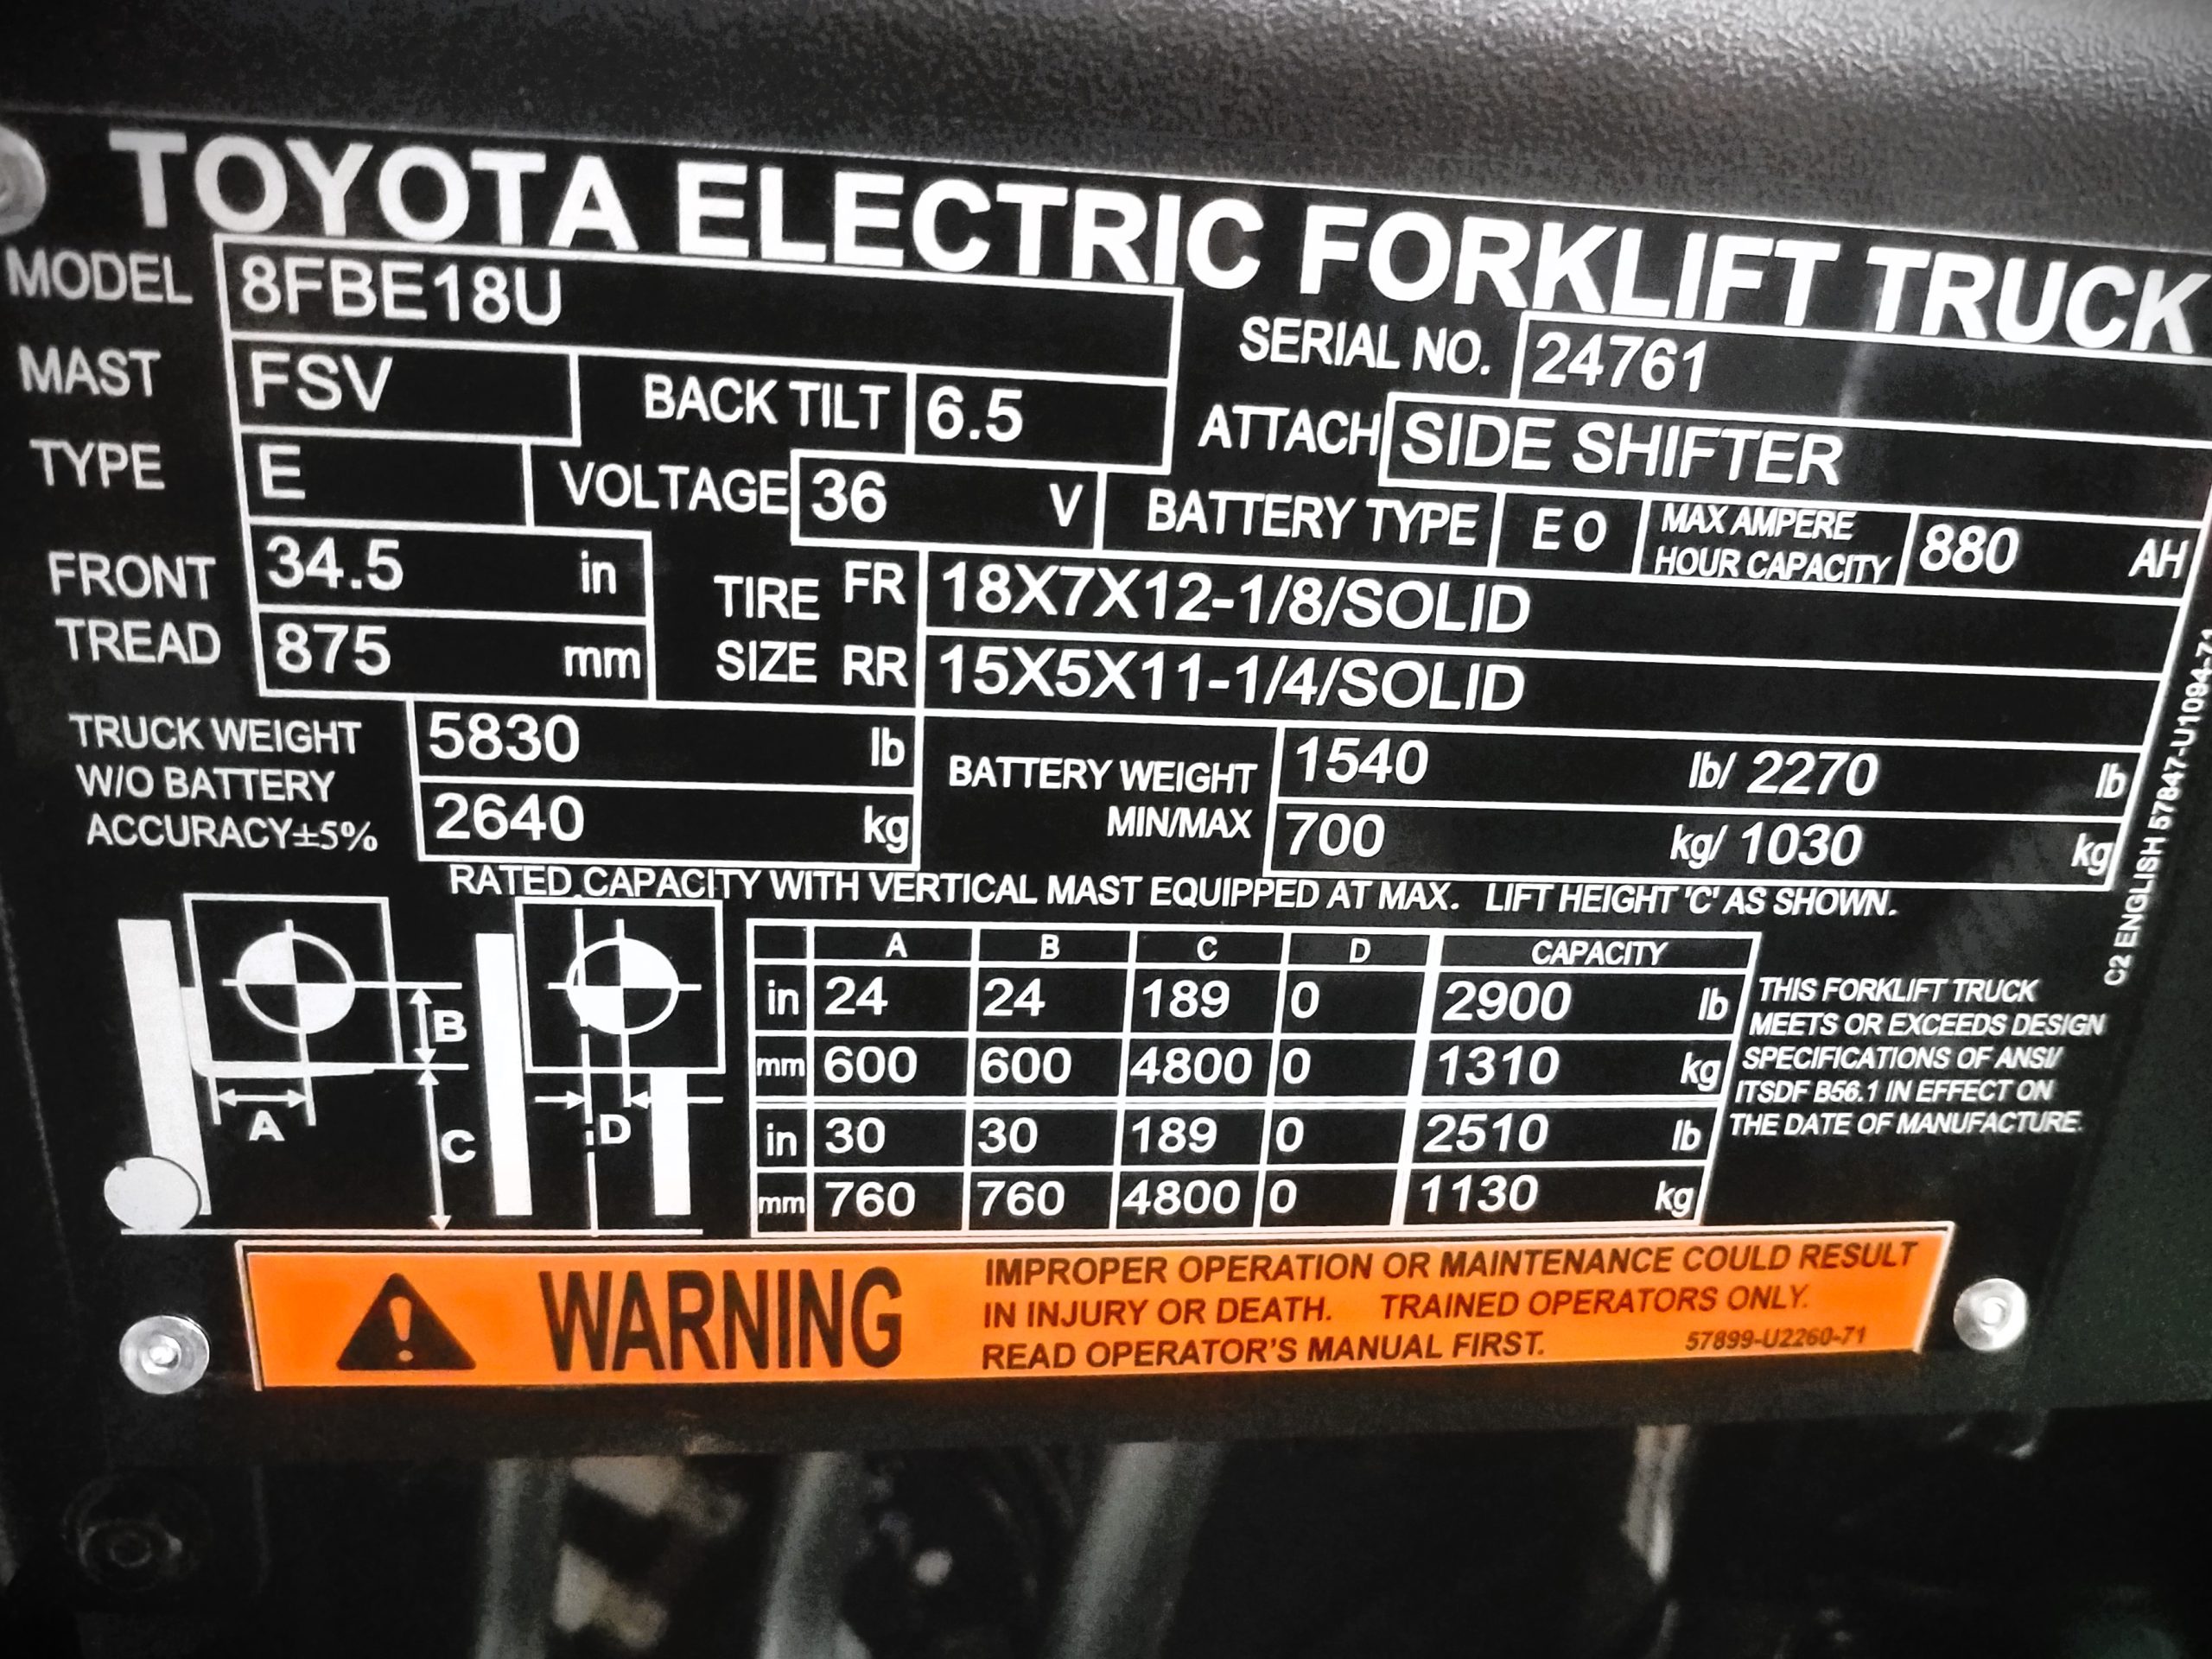 TOYOTA ELECTRIC FORKLIFT TRUCK
MODEL 8FBE18U SERIAL NO. 24761
MAST FSV BACK TILT 6.5 ATTACH SIDE SHIFTER
TYPE E VOLTAGE 36 V BATTERY TYPE E O MAX AMPERE HOUR CAPACITY 880 AH
FRONT TREAD 34.5 in TIRE SIZE FR 18X7X12-1/8/SOLID
875 mm RR 15X5X11-1/4/SOLID
TRUCK WEIGHT W/O BATTERY ACCURACY±5% 5830 lb BATTERY WEIGHT MIN/MAX 1540 lb/ 2270 lb
2640 kg 700 kg/ 1030 kg
RATED CAPACITY WITH VERTICAL MAST EQUIPPED AT MAX. LIFT HEIGHT 'C' AS SHOWN.
A B C D CAPACITY
in 24 24 189 0 2900 lb
mm 600 600 4800 0 1310 kg
in 30 30 189 0 2510 lb
mm 760 760 4800 0 1130 kg
B
A
C
D
THIS FORKLIFT TRUCK
MEETS OR EXCEEDS DESIGN
SPECIFICATIONS OF ANSI/
ITSDF B56.1 IN EFFECT ON
THE DATE OF MANUFACTURE.
C2 ENGLISH 57847-U1094-71
WARNING
IMPROPER OPERATION OR MAINTENANCE COULD RESULT
IN INJURY OR DEATH. TRAINED OPERATORS ONLY.
READ OPERATOR'S MANUAL FIRST. 57899-U2260-71